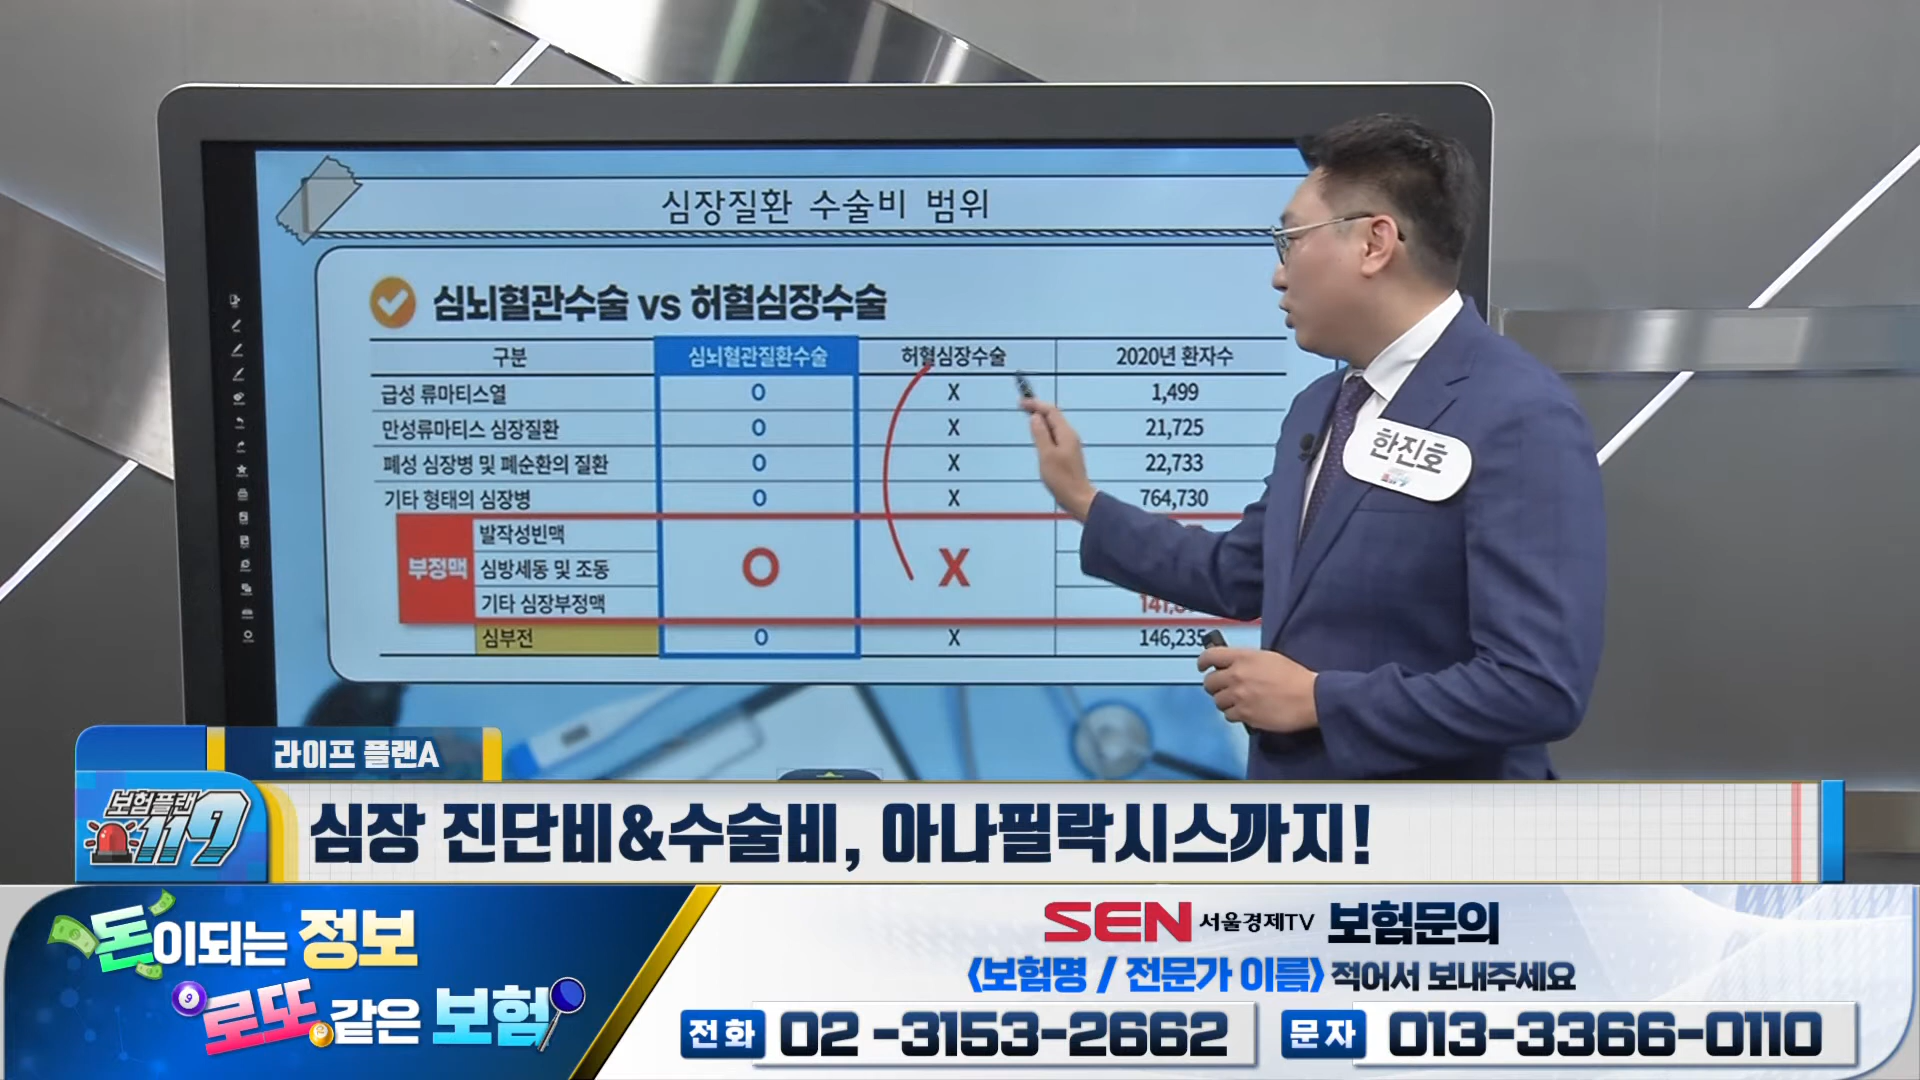 심장질환 수술비 범위
심뇌혈관수술 vs 허혈심장수술
구분 심뇌혈관질환수술 허혈심장수술 2020년 환자수
급성 류마티스열 O X 1,499
만성류마티스 심장질환 O X 21,725
폐성 심장병 및 폐순환의 질환 O X 22,733
기타 형태의 심장병 O X 764,730
부정맥 발작성빈맥
심방세동 및 조동 O X
기타 심장부정맥
심부전 O X 146,235
한진호
라이프 플랜A
보험플랜
119
심장 진단비&수술비, 아나필락시스까지!
돈이되는 정보
로또 같은 보험
SEN 서울경제TV 보험문의
<보험명 / 전문가 이름> 적어서 보내주세요
전화 02 -3153-2662 문자 013-3366-0110